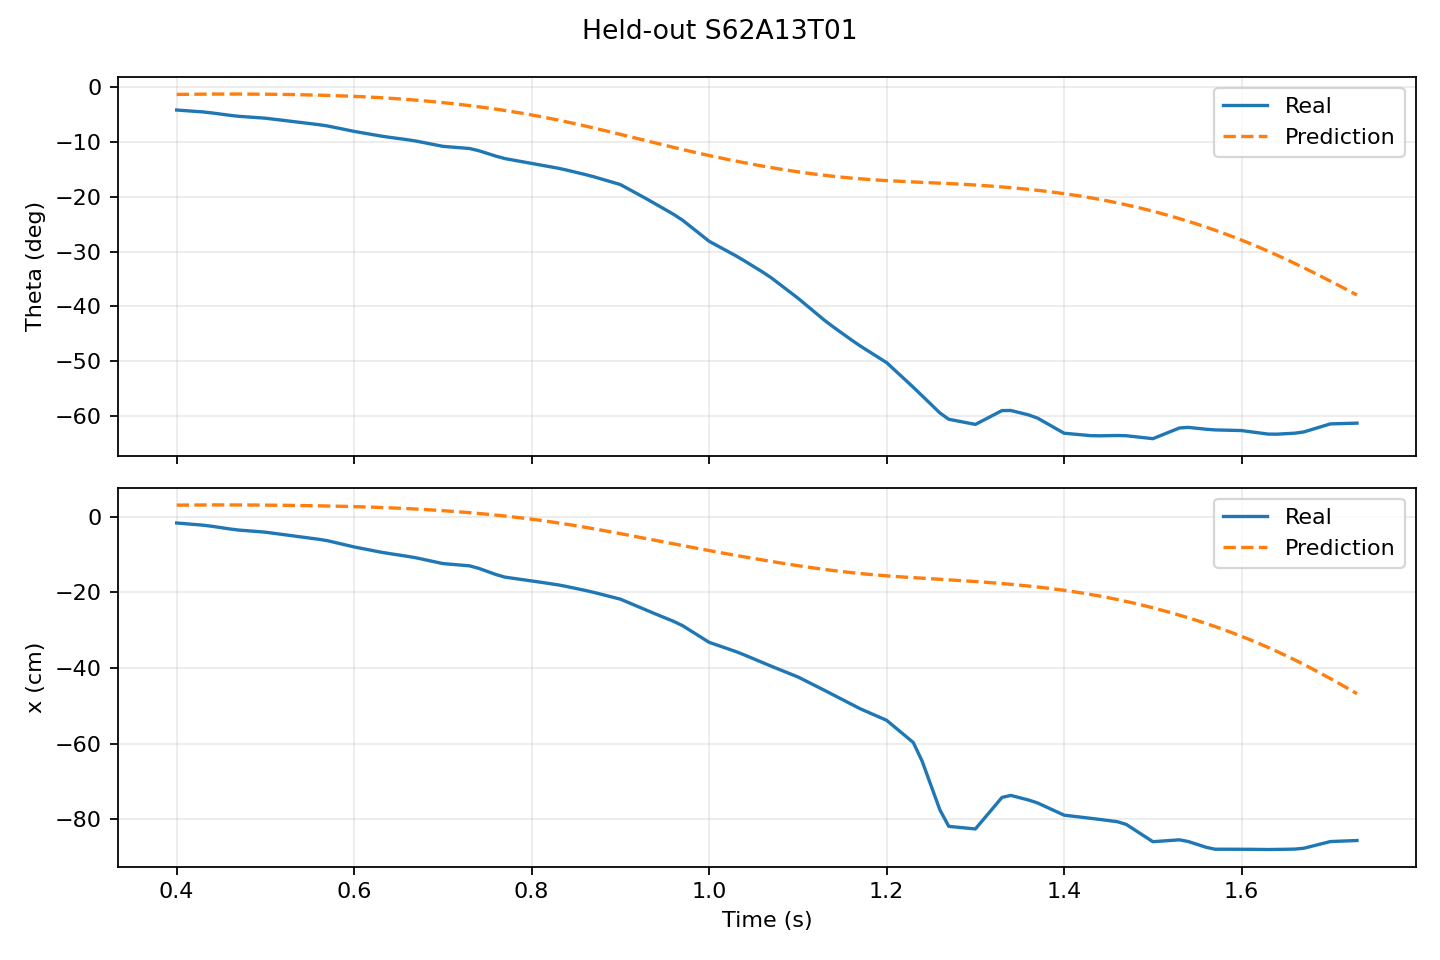 Held-out S62A13T01
0
−10
−20
−30
−40
−50
−60
Theta (deg)
Real
Prediction
0
−20
−40
−60
−80
x (cm)
Real
Prediction
0.4 0.6 0.8 1.0 1.2 1.4 1.6
Time (s)